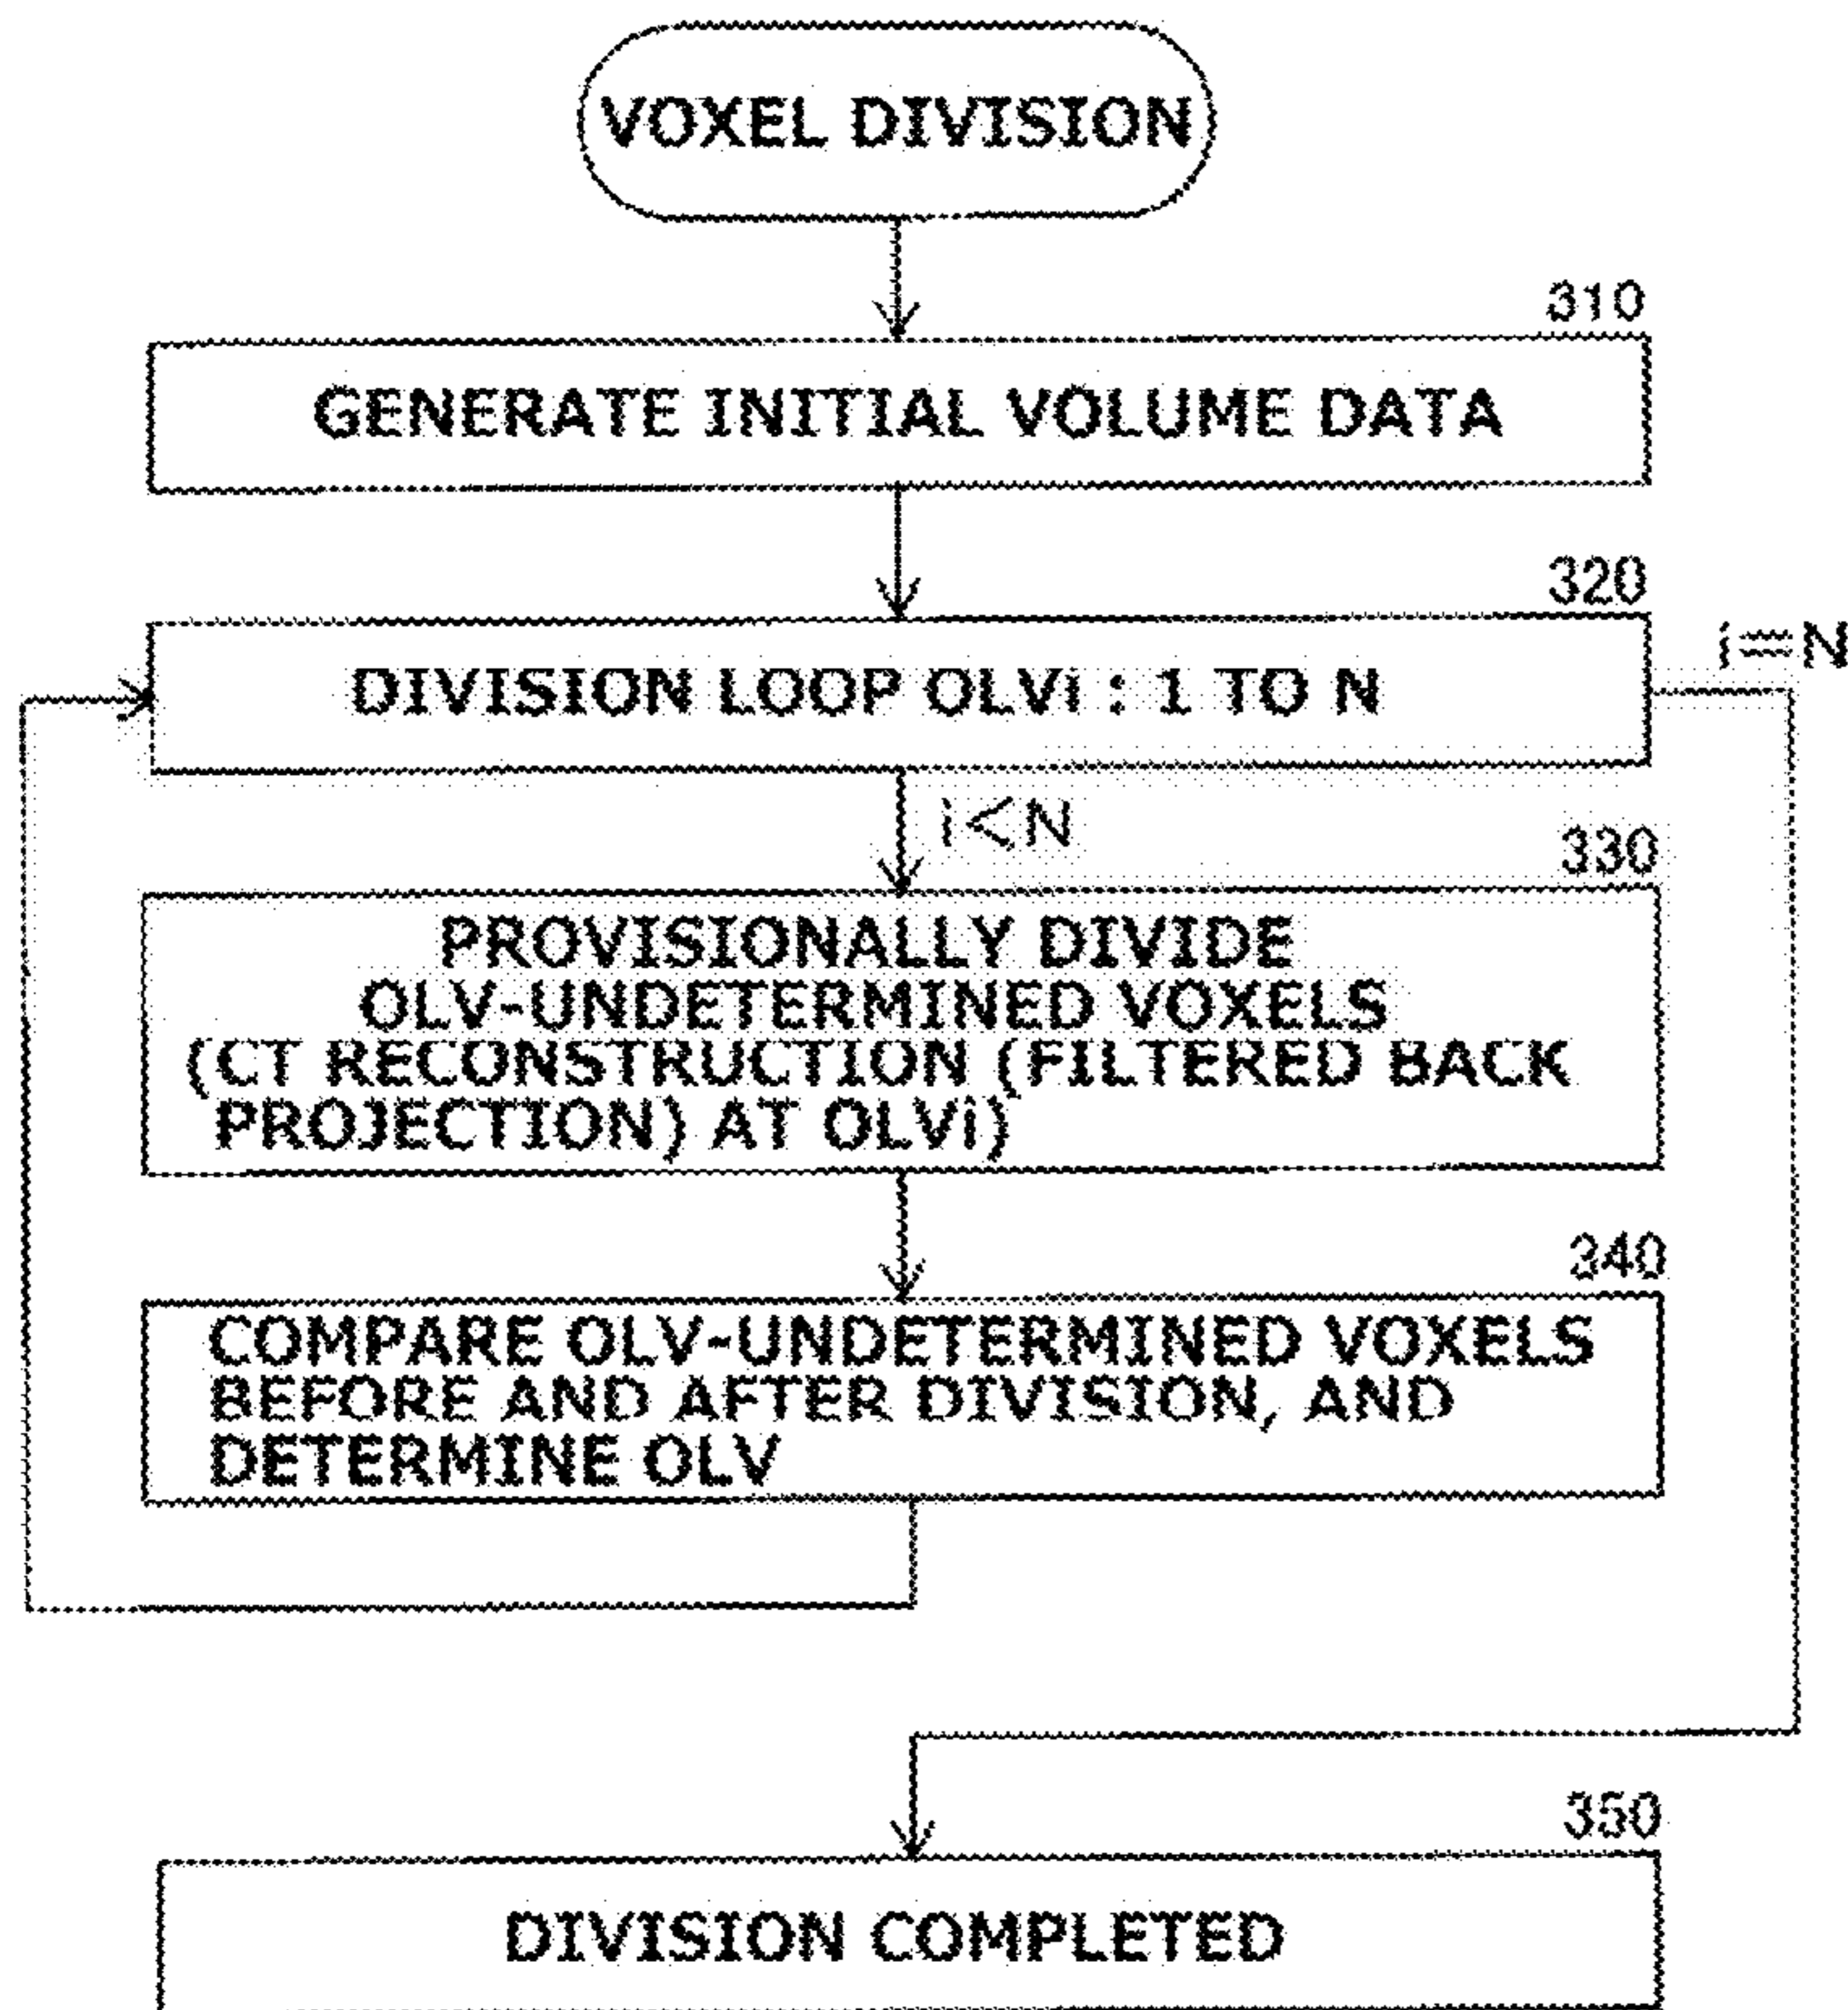 VOXEL DIVISION
310
GENERATE INITIAL VOLUME DATA
320
i=N
DIVISION LOOP OLVi : 1 TO N
i<N
330
PROVISIONALLY DIVIDE
OLV-UNDETERMINED VOXELS
(CT RECONSTRUCTION (FILTERED BACK
PROJECTION) AT OLVi)
340
COMPARE OLV-UNDETERMINED VOXELS
BEFORE AND AFTER DIVISION, AND
DETERMINE OLV
350
DIVISION COMPLETED